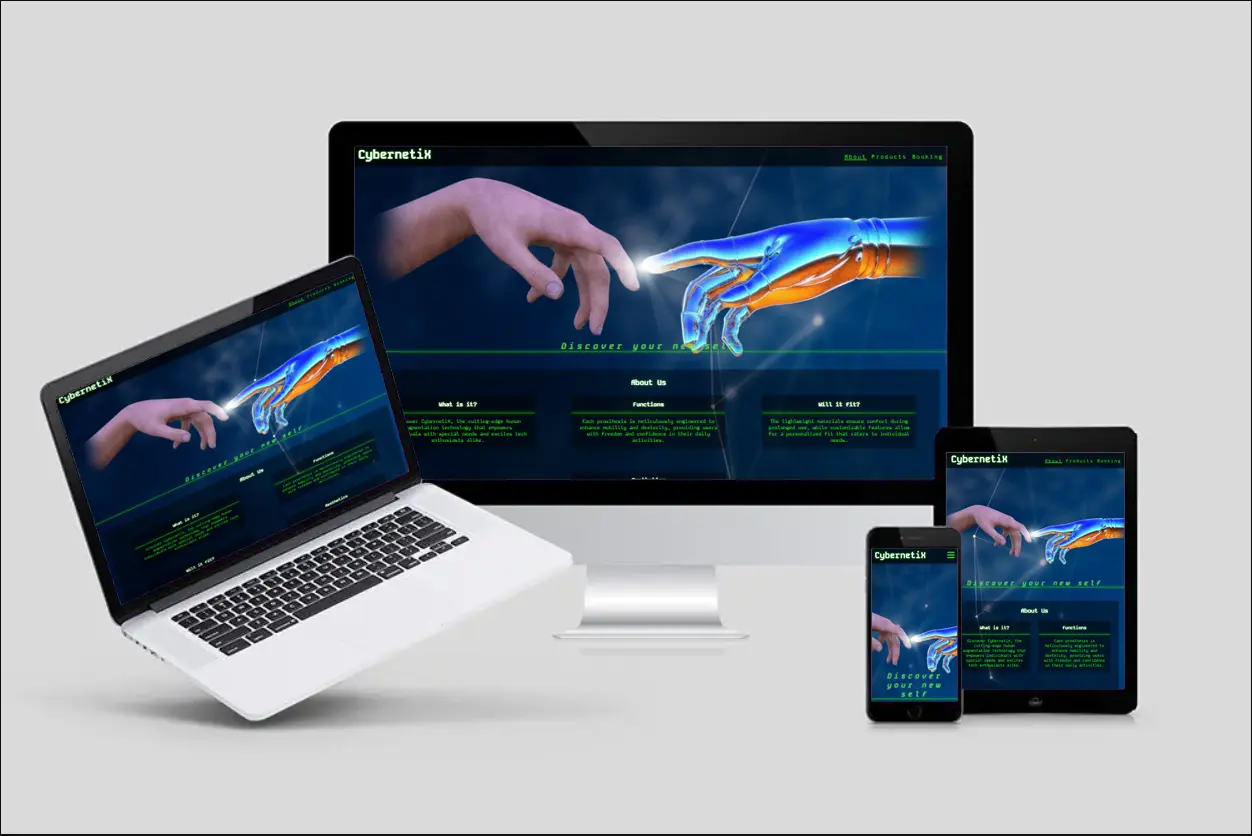 CybernetiX
About Products Booking
Discover your new self
About Us
What is it?
over CybernetiX, the cutting-edge human
augmentation technology that empowers
with special needs and excites tech
enthusiasts alike.
Functions
Each prosthesis is meticulously engineered to
enhance mobility and dexterity, providing users
with freedom and confidence in their daily
activities.
Will it fit?
The lightweight materials ensure comfort during
prolonged use, while customizable features allow
for a personalized fit that caters to individual
needs.
About Products Booking
CybernetiX
Discover your new self
About Us
What is it?
Functions
Aesthetics
Will it fit?
CybernetiX
About Products Booking
Discover your new self
About Us
What is it?
Discover CybernetiX, the
cutting-edge human
augmentation technology that
empowers individuals with
special needs and excites
tech enthusiasts alike.
Functions
Each prosthesis is
meticulously engineered to
enhance mobility and
dexterity, providing users
with freedom and confidence
in their daily activities.
CybernetiX
Discover
your new
self